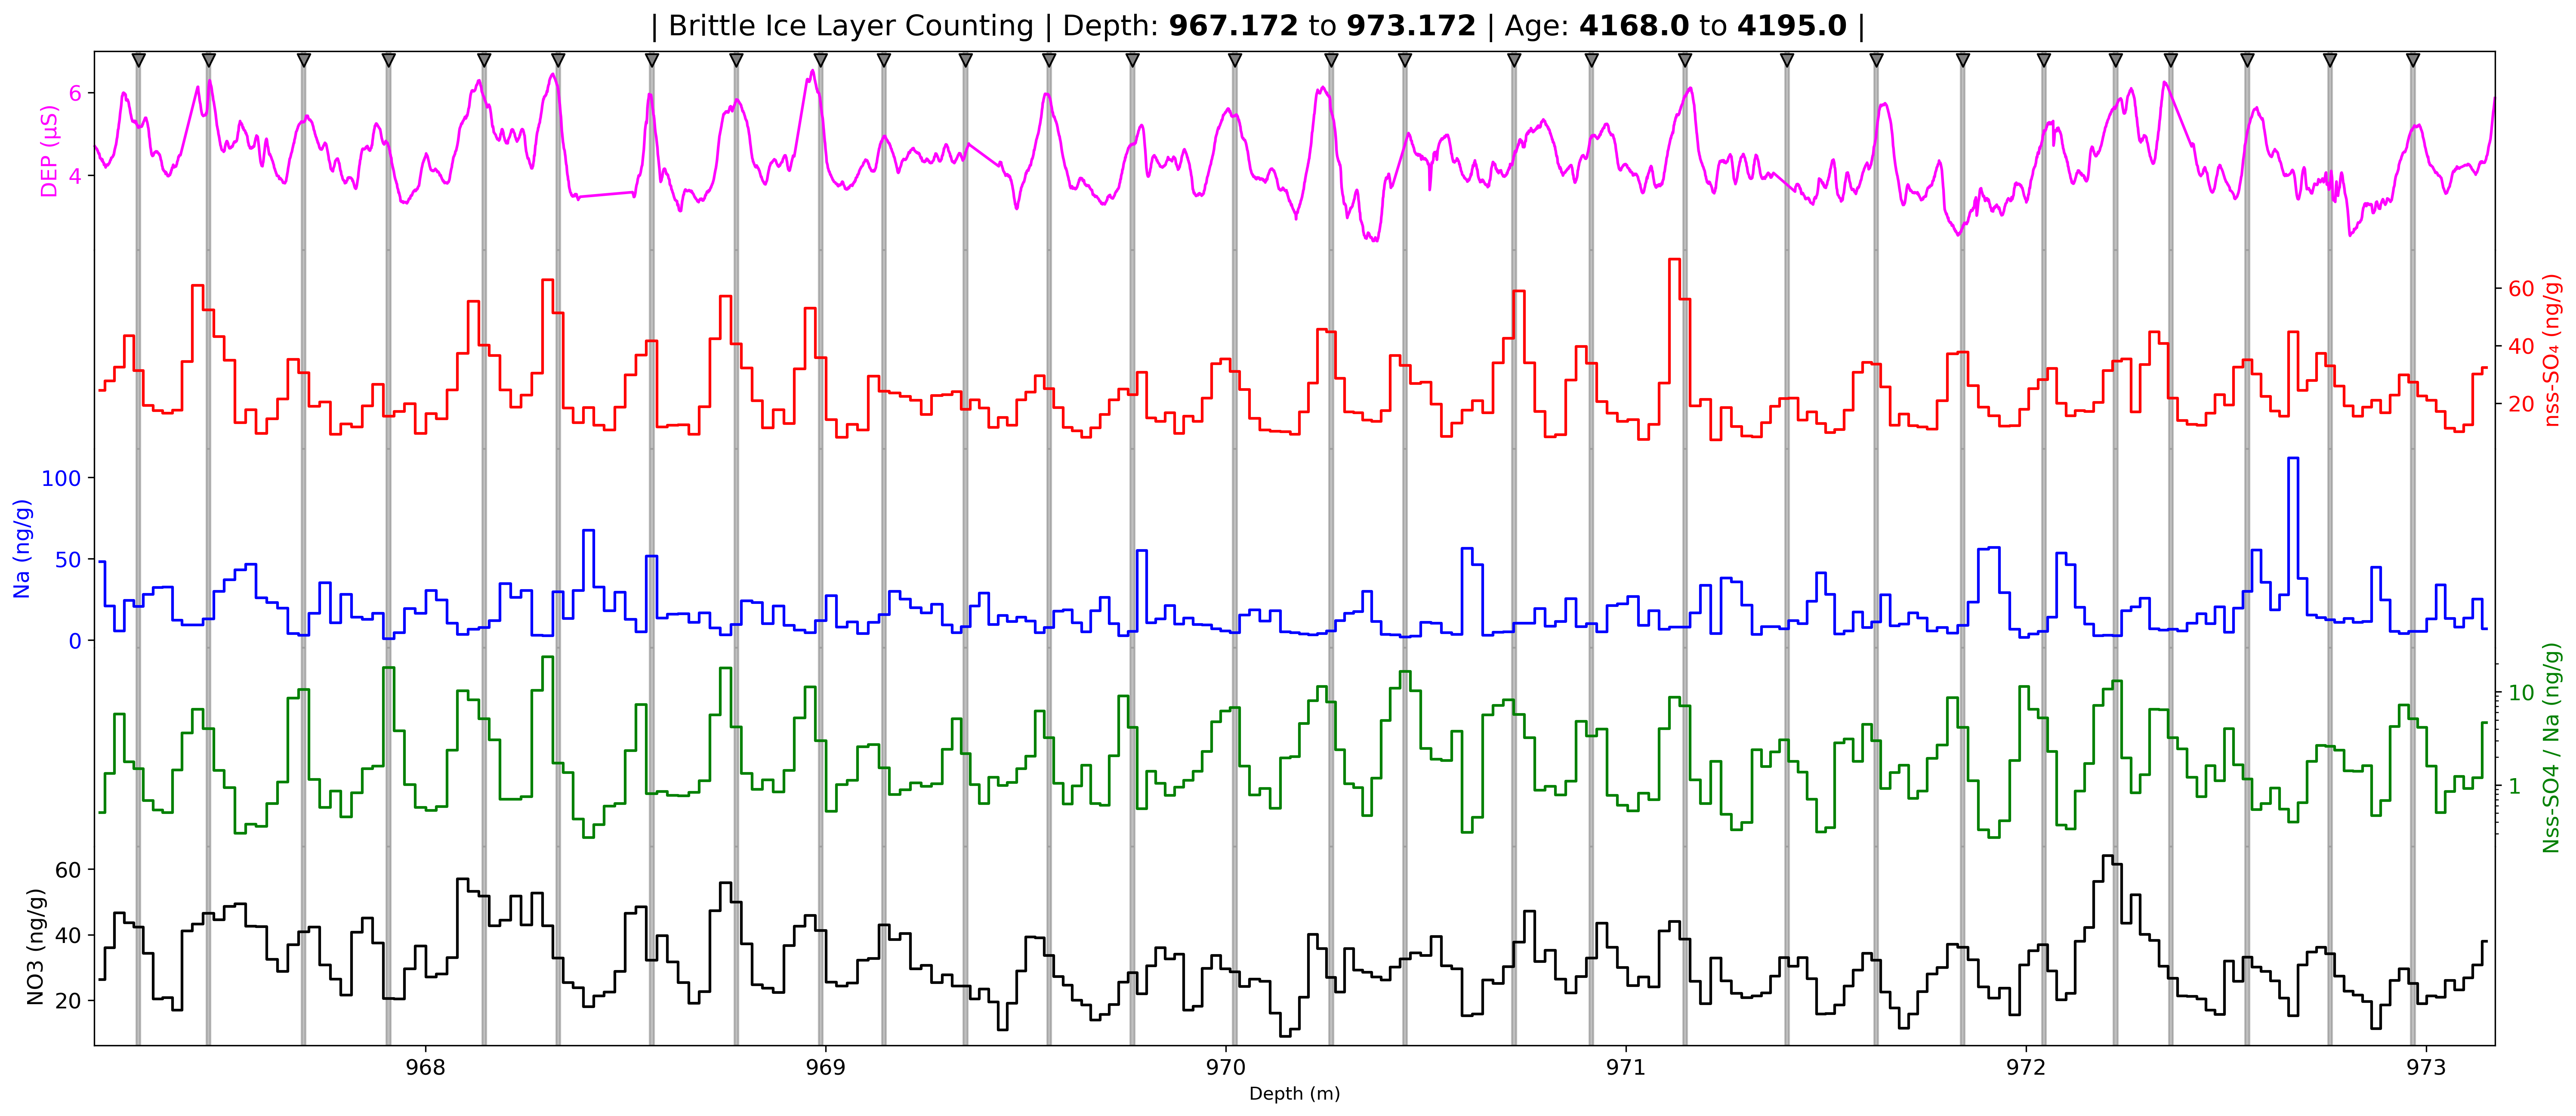 | Brittle Ice Layer Counting | Depth: 967.172 to 973.172 | Age: 4168.0 to 4195.0 |
DEP (μS)
6
4
nss-SO₄ (ng/g)
60
40
20
Na (ng/g)
100
50
0
Nss-SO4 / Na (ng/g)
10
1
NO3 (ng/g)
60
40
20
968
969
970
971
972
973
Depth (m)